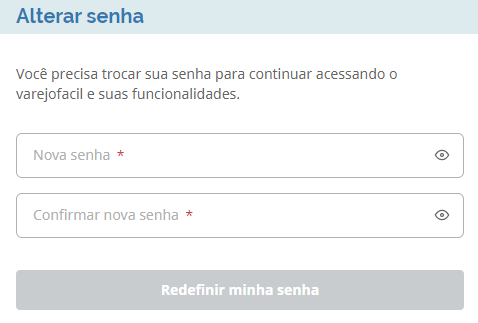 Alterar senha
Você precisa trocar sua senha para continuar acessando o
varejofacil e suas funcionalidades.
Nova senha *
Confirmar nova senha *
Redefinir minha senha